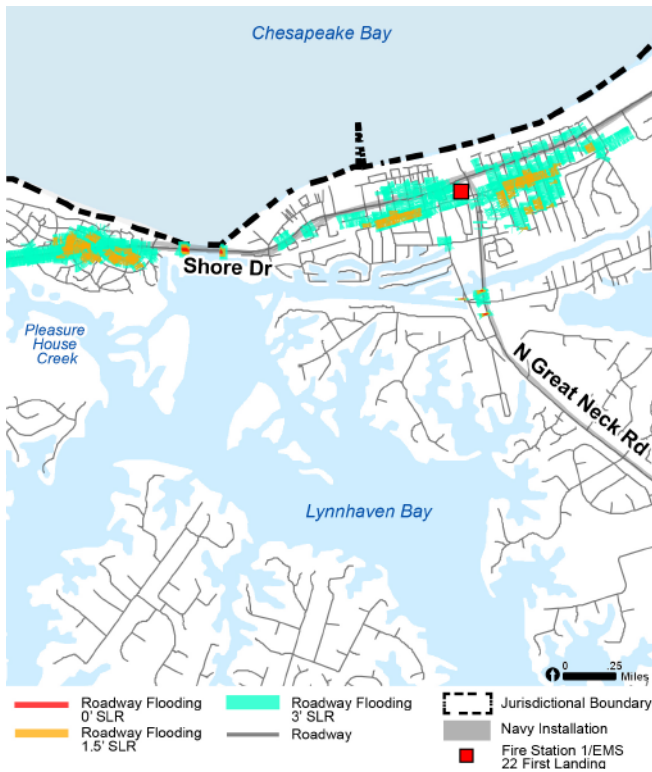 Chesapeake Bay
Shore Dr
Pleasure
House
Creek
N Great Neck Rd
Lynnhaven Bay
0 .25
Miles
Roadway Flooding
0' SLR
Roadway Flooding
1.5' SLR
Roadway Flooding
3' SLR
Roadway
Jurisdictional Boundary
Navy Installation
Fire Station 1/EMS
22 First Landing